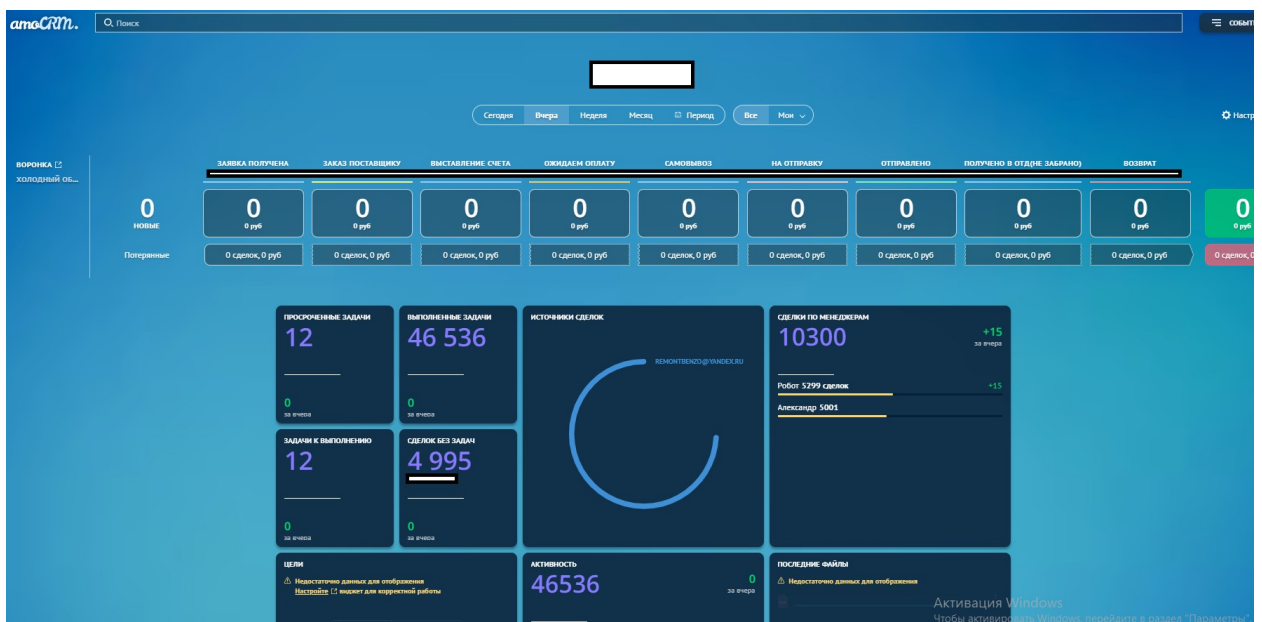 amoCRM.
Поиск
СОБЫТ
Сегодня Вчера Неделя Месяц Период Все Мои
Настр
ВОРОНКА
ХОЛОДНЫЙ ОБ...
ЗАЯВКА ПОЛУЧЕНА ЗАКАЗ ПОСТАВЩИКУ ВЫСТАВЛЕНИЕ СЧЕТА ОЖИДАЕМ ОПЛАТУ САМОВЫВОЗ НА ОТПРАВКУ ОТПРАВЛЕНО ПОЛУЧЕНО В ОТД(НЕ ЗАБРАНО) ВОЗВРАТ
0 0 0 0 0 0 0 0 0 0 0
НОВЫЕ 0 руб 0 руб 0 руб 0 руб 0 руб 0 руб 0 руб 0 руб 0 руб 0 руб
Потерянные 0 сделок, 0 руб 0 сделок, 0 руб 0 сделок, 0 руб 0 сделок, 0 руб 0 сделок, 0 руб 0 сделок, 0 руб 0 сделок, 0 руб 0 сделок, 0 руб 0 сделок, 0 руб 0 сделок, 0
ПРОСРОЧЕННЫЕ ЗАДАЧИ
12
0
за вчера
ВЫПОЛНЕННЫЕ ЗАДАЧИ
46 536
0
за вчера
ИСТОЧНИКИ СДЕЛОК
REMONTBENZO@YANDEX.RU
СДЕЛКИ ПО МЕНЕДЖЕРАМ
10300
+15
за вчера
Робот 5299 сделок +15
Александр 5001
ЗАДАЧИ К ВЫПОЛНЕНИЮ
12
0
за вчера
СДЕЛОК БЕЗ ЗАДАЧ
4 995
0
за вчера
ЦЕЛИ
Недостаточно данных для отображения
Настройте виджет для корректной работы
АКТИВНОСТЬ
46536
0
за вчера
ПОСЛЕДНИЕ ФАЙЛЫ
Недостаточно данных для отображения
Активация Windows
Чтобы активировать Windows, перейдите в раздел "Параметры".